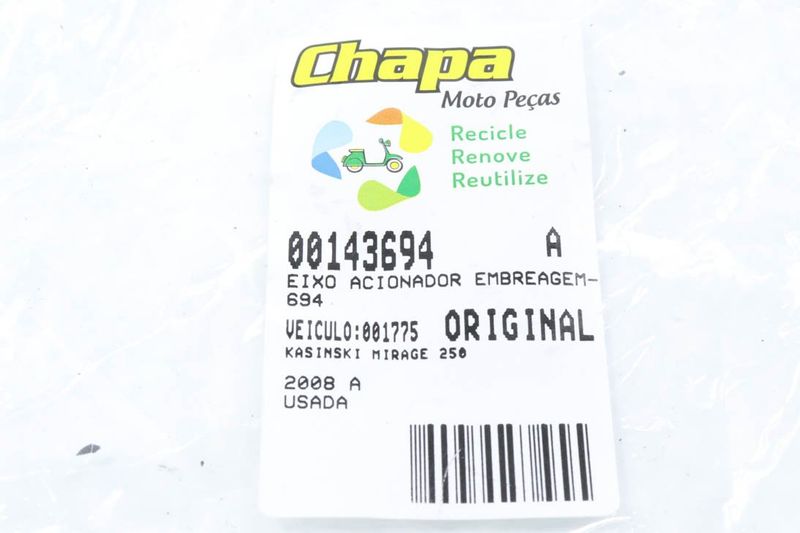 Chapa
Moto Peças
Recicle
Renove
Reutilize
00143694 A
EIXO ACIONADOR EMBREAGEM-
694
VEICULO:001775 ORIGINAL
KASINSKI MIRAGE 250
2008 A
USADA